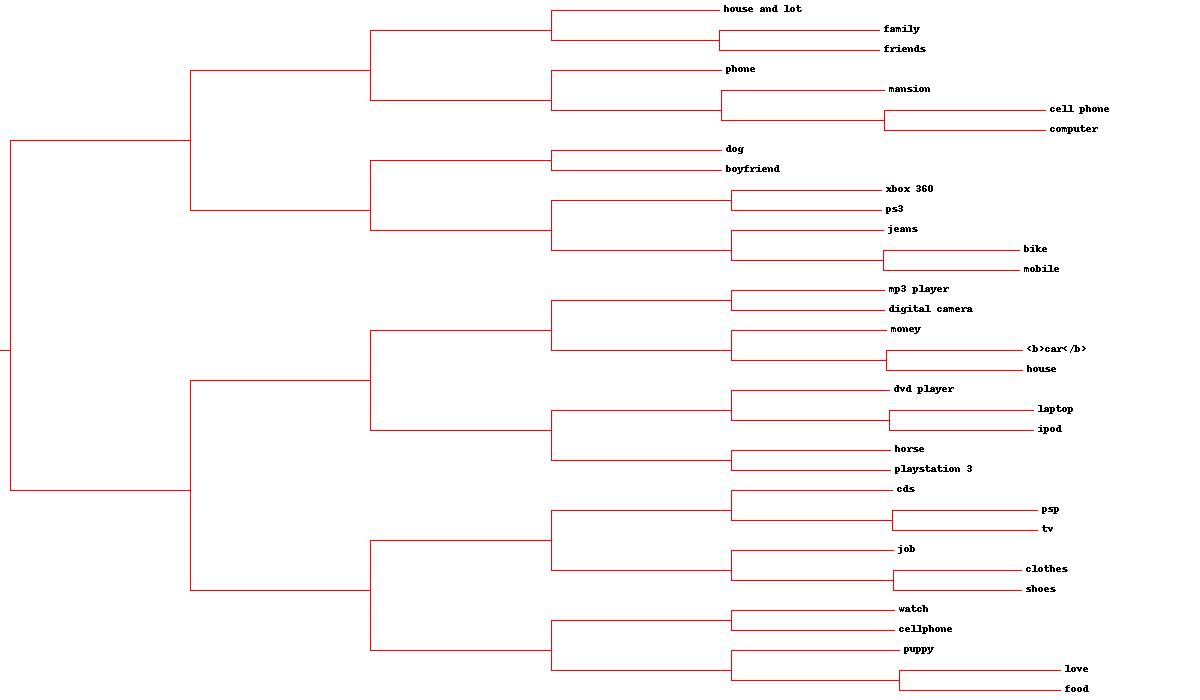 house and lot
family
friends
phone
mansion
cell phone
computer
dog
boyfriend
xbox 360
ps3
jeans
bike
mobile
mp3 player
digital camera
money
<b>car</b>
house
dvd player
laptop
ipod
horse
playstation 3
cds
psp
tv
job
clothes
shoes
watch
cellphone
puppy
love
food